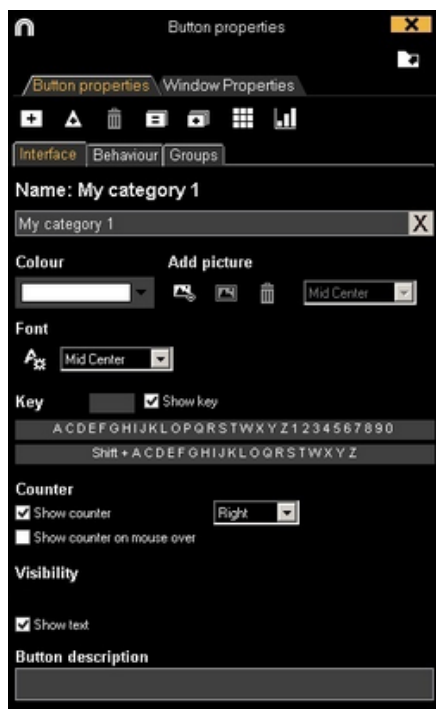 Button properties X
Button properties Window Properties
Interface Behaviour Groups
Name: My category 1
My category 1 X
Colour Add picture
Mid Center
Font
Mid Center
Key Show key
A C D E F G H I J K L O P Q R S T W X Y Z 1 2 3 4 5 6 7 8 9 0
Shift + A C D E F G H I J K L O Q R S T W X Y Z
Counter
Show counter Right
Show counter on mouse over
Visibility
Show text
Button description